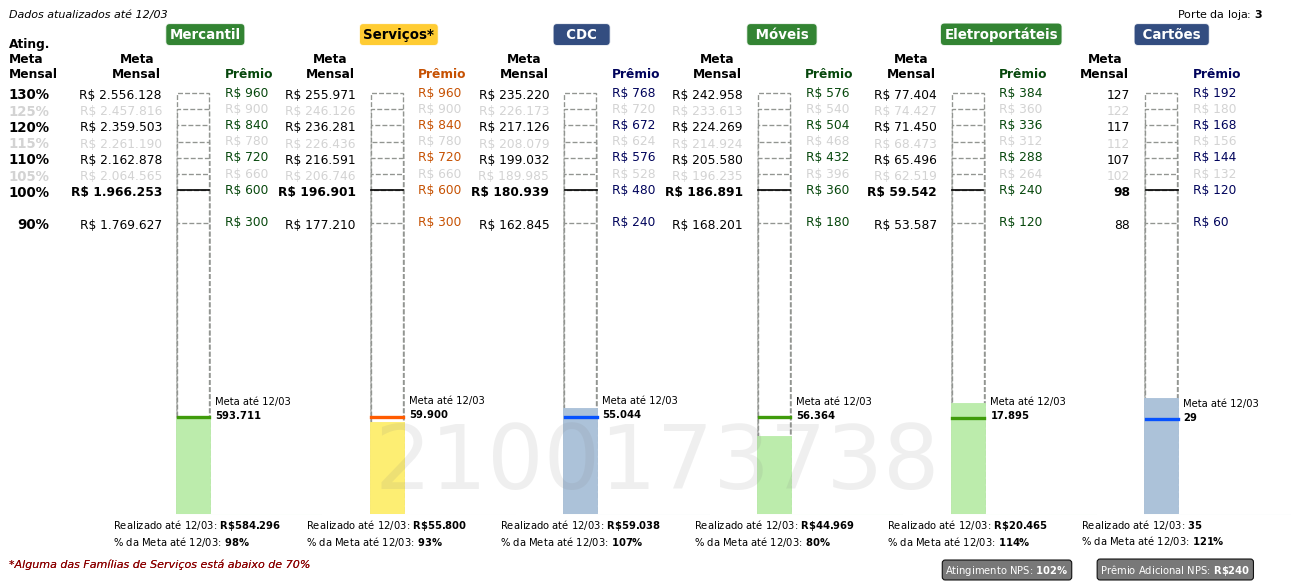 Dados atualizados até 12/03
Porte da loja: 3
Mercantil Serviços* CDC Móveis Eletroportáteis Cartões
Ating.
Meta Meta Meta Meta Meta Meta Meta
Mensal Mensal Prêmio Mensal Prêmio Mensal Prêmio Mensal Prêmio Mensal Prêmio Mensal Prêmio
130% R$ 2.556.128 R$ 960 R$ 255.971 R$ 960 R$ 235.220 R$ 768 R$ 242.958 R$ 576 R$ 77.404 R$ 384 127 R$ 192
125% R$ 2.457.816 R$ 900 R$ 246.126 R$ 900 R$ 226.173 R$ 720 R$ 233.613 R$ 540 R$ 74.427 R$ 360 122 R$ 180
120% R$ 2.359.503 R$ 840 R$ 236.281 R$ 840 R$ 217.126 R$ 672 R$ 224.269 R$ 504 R$ 71.450 R$ 336 117 R$ 168
115% R$ 2.261.190 R$ 780 R$ 226.436 R$ 780 R$ 208.079 R$ 624 R$ 214.924 R$ 468 R$ 68.473 R$ 312 112 R$ 156
110% R$ 2.162.878 R$ 720 R$ 216.591 R$ 720 R$ 199.032 R$ 576 R$ 205.580 R$ 432 R$ 65.496 R$ 288 107 R$ 144
105% R$ 2.064.565 R$ 660 R$ 206.746 R$ 660 R$ 189.985 R$ 528 R$ 196.235 R$ 396 R$ 62.519 R$ 264 102 R$ 132
100% R$ 1.966.253 R$ 600 R$ 196.901 R$ 600 R$ 180.939 R$ 480 R$ 186.891 R$ 360 R$ 59.542 R$ 240 98 R$ 120
90% R$ 1.769.627 R$ 300 R$ 177.210 R$ 300 R$ 162.845 R$ 240 R$ 168.201 R$ 180 R$ 53.587 R$ 120 88 R$ 60
Meta até 12/03 Meta até 12/03 Meta até 12/03 Meta até 12/03 Meta até 12/03 Meta até 12/03
593.711 59.900 55.044 56.364 17.895 29
2100173738
Realizado até 12/03: R$584.296 Realizado até 12/03: R$55.800 Realizado até 12/03: R$59.038 Realizado até 12/03: R$44.969 Realizado até 12/03: R$20.465 Realizado até 12/03: 35
% da Meta até 12/03: 98% % da Meta até 12/03: 93% % da Meta até 12/03: 107% % da Meta até 12/03: 80% % da Meta até 12/03: 114% % da Meta até 12/03: 121%
*Alguma das Famílias de Serviços está abaixo de 70%
Atingimento NPS: 102% Prêmio Adicional NPS: R$240